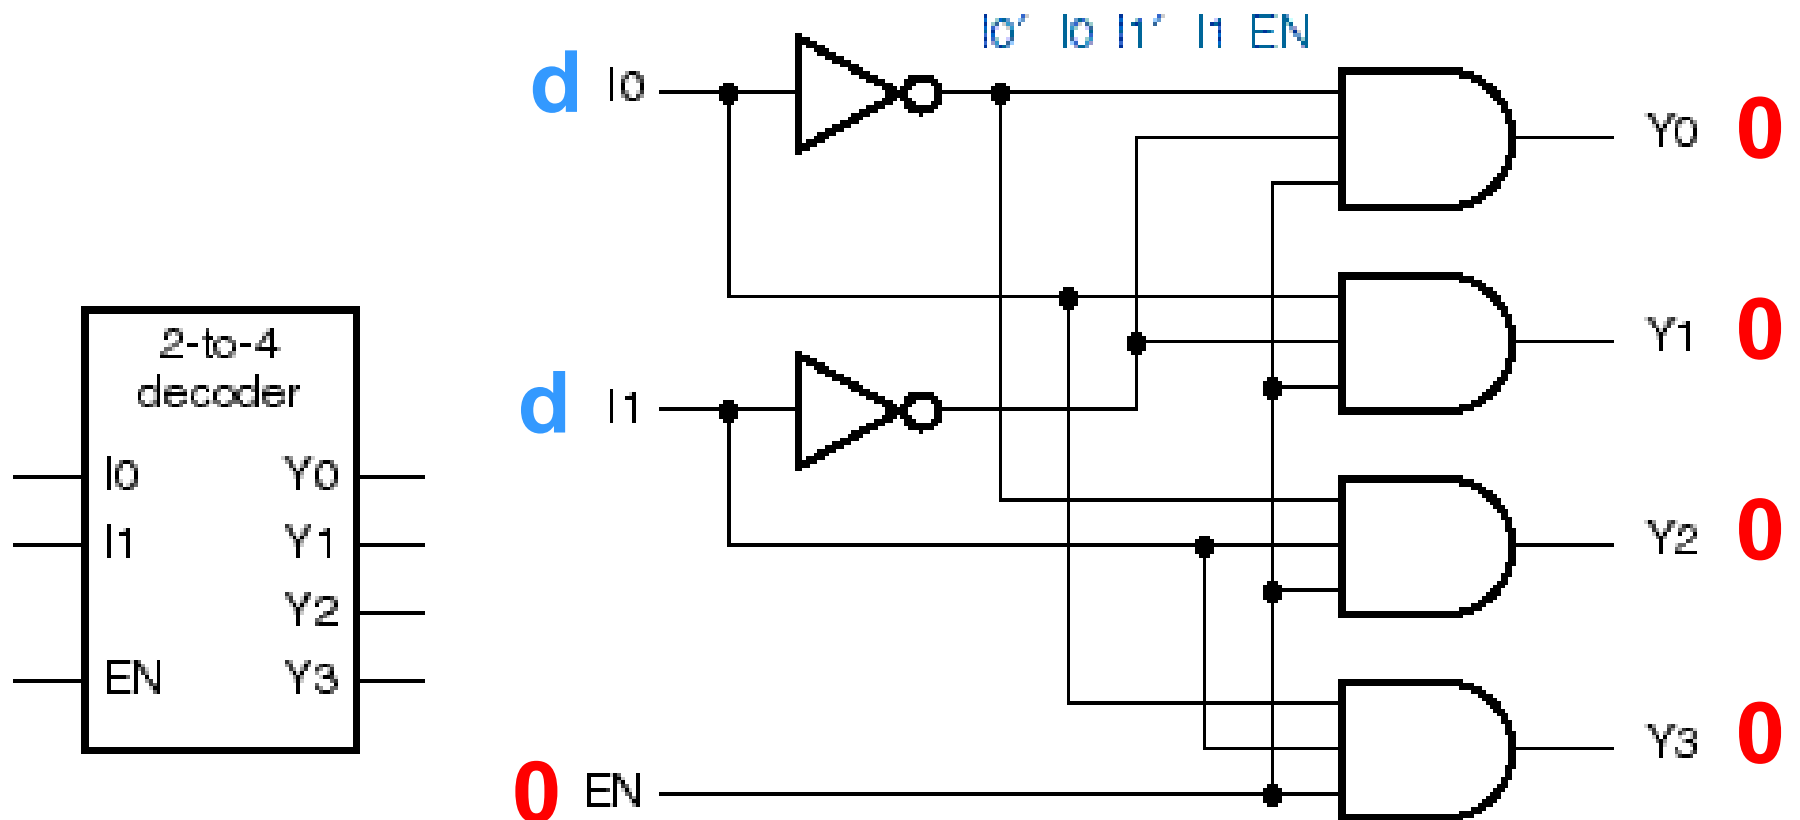 I0′ I0 I1′ I1 EN
d I0
Y0 0
2-to-4
decoder
I0 Y0
I1 Y1
Y2
EN Y3
Y1 0
d I1
Y2 0
Y3 0
0 EN